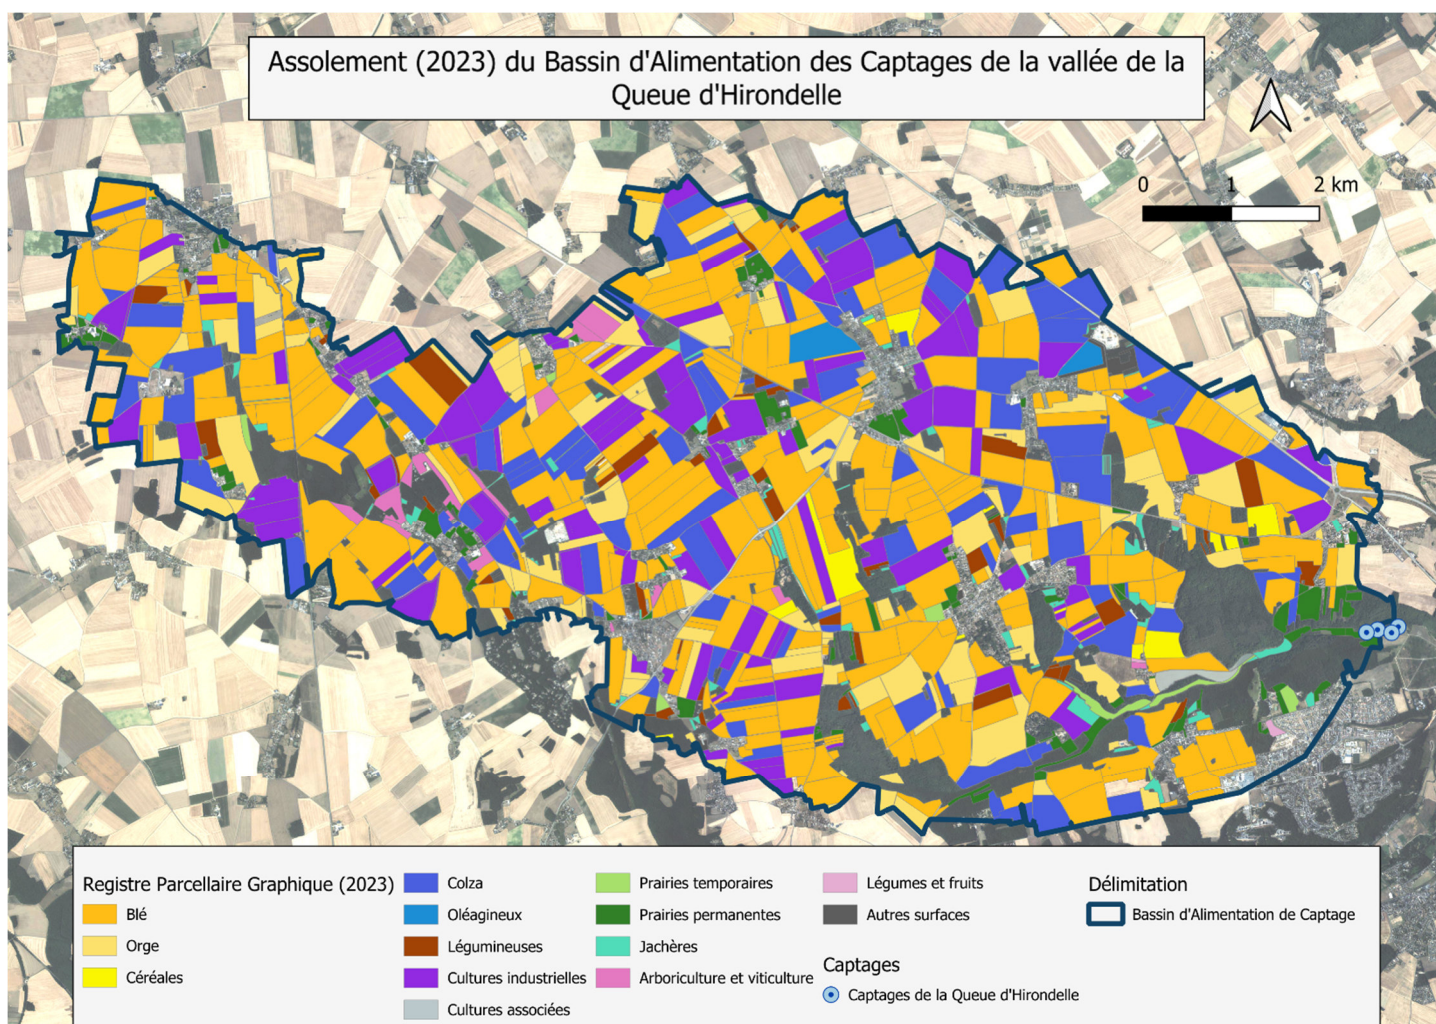 Assolement (2023) du Bassin d'Alimentation des Captages de la vallée de la
Queue d'Hirondelle
0 1 2 km
Registre Parcellaire Graphique (2023)
Blé
Orge
Céréales
Colza
Oléagineux
Légumineuses
Cultures industrielles
Cultures associées
Prairies temporaires
Prairies permanentes
Jachères
Arboriculture et viticulture
Légumes et fruits
Autres surfaces
Captages
Captages de la Queue d'Hirondelle
Délimitation
Bassin d'Alimentation de Captage